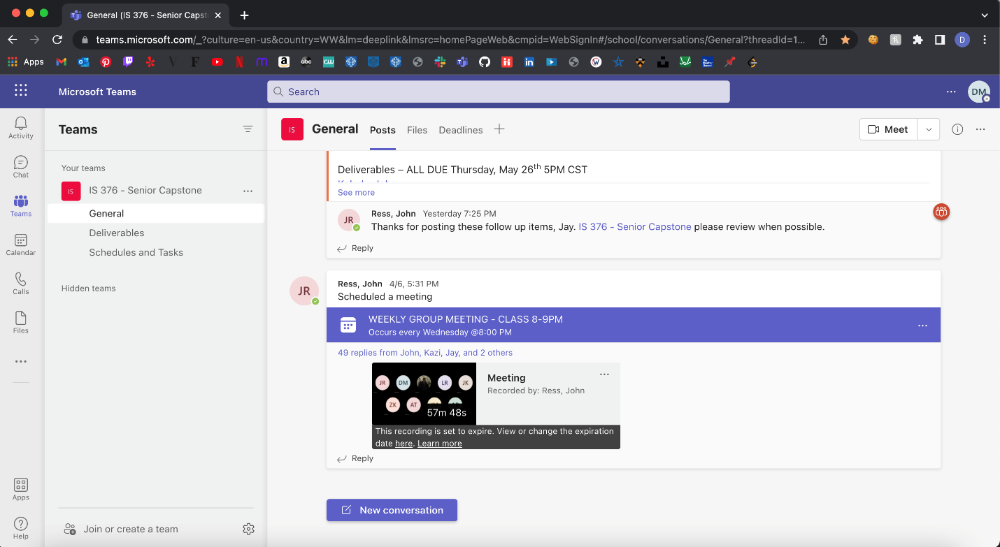 General (IS 376 - Senior Capst
teams.microsoft.com/_?culture=en-us&country=WW&lm=deeplink&lmsrc=homePageWeb&cmpid=WebSignIn#/school/conversations/General?threadId=1...
D
Apps
abc
CW
Microsoft Teams
Search
DM
Activity
Chat
Teams
Calendar
Calls
Files
Apps
Help
Teams
Your teams
IS
IS 376 - Senior Capstone
General
Deliverables
Schedules and Tasks
Hidden teams
Join or create a team
IS
General
Posts
Files
Deadlines
Meet
Deliverables – ALL DUE Thursday, May 26th 5PM CST
See more
JR
Ress, John Yesterday 7:25 PM
Thanks for posting these follow up items, Jay. IS 376 - Senior Capstone please review when possible.
Reply
JR
Ress, John 4/6, 5:31 PM
Scheduled a meeting
WEEKLY GROUP MEETING - CLASS 8-9PM
Occurs every Wednesday @8:00 PM
49 replies from John, Kazi, Jay, and 2 others
JR DM LR JK
ZK AT
57m 48s
Meeting
Recorded by: Ress, John
This recording is set to expire. View or change the expiration
date here. Learn more
Reply
New conversation